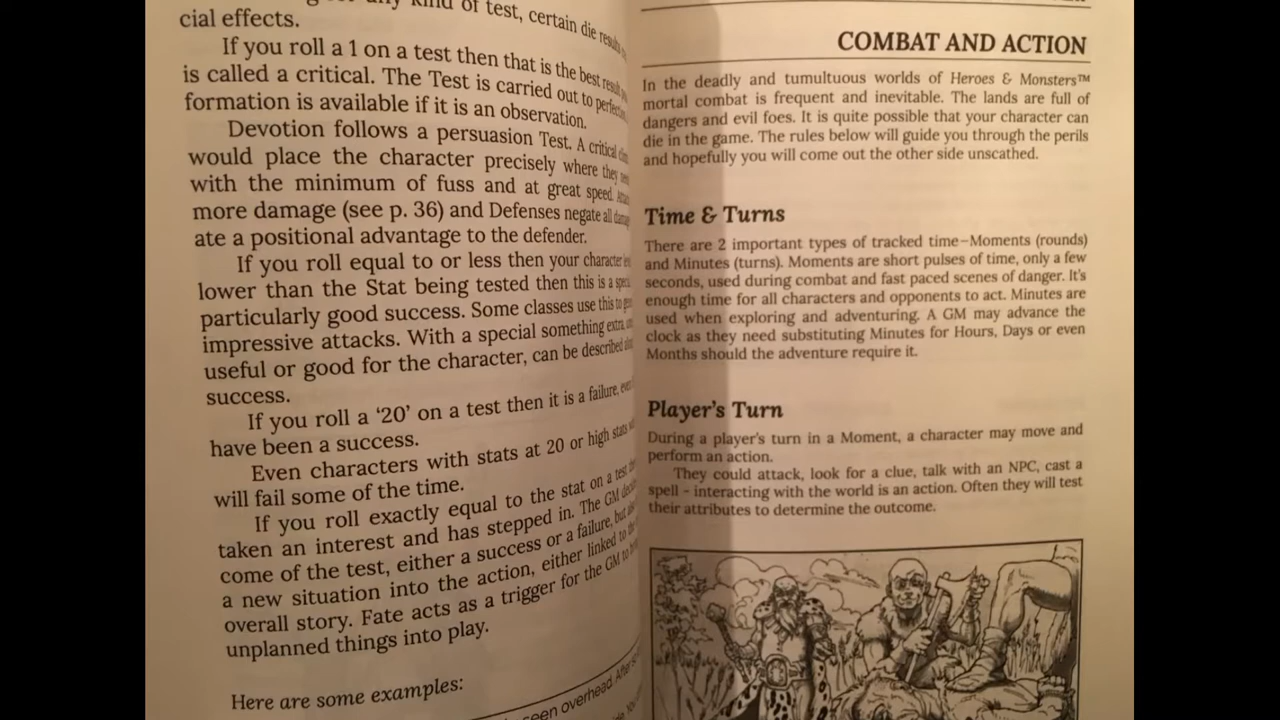 kind of test, certain die
cial effects.
If you roll a 1 on a test then that is the best result
is called a critical. The Test is carried out to
formation is available if it is an observation.
Devotion follows a persuasion Test. A critical
would place the character precisely where they
with the minimum of fuss and at great speed.
more damage (see p. 36) and Defenses negate all
ate a positional advantage to the defender.
If you roll equal to or less then your character
lower than the Stat being tested then this is a
particularly good success. Some classes use this to
impressive attacks. With a special something extra,
useful or good for the character, can be described
success.
If you roll a ‘20’ on a test then it is a failure,
have been a success.
Even characters with stats at 20 or high stats
will fail some of the time.
If you roll exactly equal to the stat on a test
taken an interest and has stepped in. The GM
come of the test, either a success or a failure, but
a new situation into the action, either linked to
overall story. Fate acts as a trigger for the GM to
unplanned things into play.
Here are some examples:
seen overhead.
COMBAT AND ACTION
In the deadly and tumultuous worlds of Heroes & Monsters™
mortal combat is frequent and inevitable. The lands are full of
dangers and evil foes. It is quite possible that your character can
die in the game. The rules below will guide you through the perils
and hopefully you will come out the other side unscathed.
Time & Turns
There are 2 important types of tracked time–Moments (rounds)
and Minutes (turns). Moments are short pulses of time, only a few
seconds, used during combat and fast paced scenes of danger. It's
enough time for all characters and opponents to act. Minutes are
used when exploring and adventuring. A GM may advance the
clock as they need substituting Minutes for Hours, Days or even
Months should the adventure require it.
Player's Turn
During a player's turn in a Moment, a character may move and
perform an action.
They could attack, look for a clue, talk with an NPC, cast a
spell - interacting with the world is an action. Often they will test
their attributes to determine the outcome.